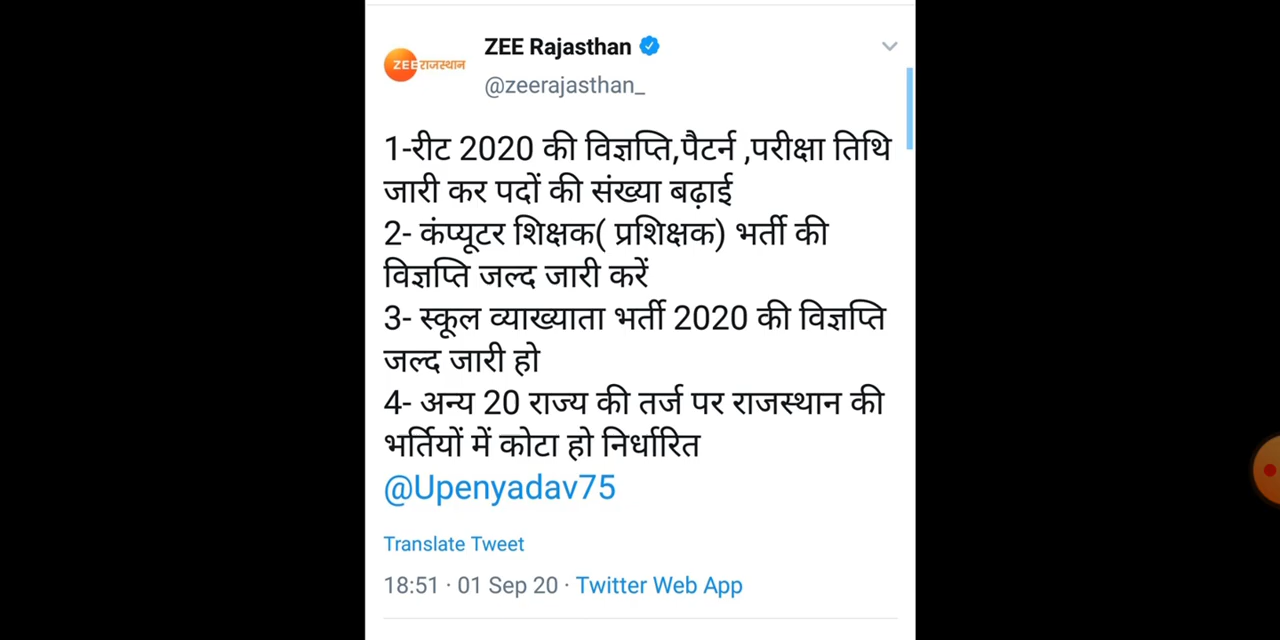 ZEE राजस्थान
ZEE Rajasthan
@zeerajasthan_
1-रीट 2020 की विज्ञप्ति,पैटर्न ,परीक्षा तिथि
जारी कर पदों की संख्या बढ़ाई
2- कंप्यूटर शिक्षक( प्रशिक्षक) भर्ती की
विज्ञप्ति जल्द जारी करें
3- स्कूल व्याख्याता भर्ती 2020 की विज्ञप्ति
जल्द जारी हो
4- अन्य 20 राज्य की तर्ज पर राजस्थान की
भर्तियों में कोटा हो निर्धारित
@Upenyadav75
Translate Tweet
18:51 · 01 Sep 20 · Twitter Web App